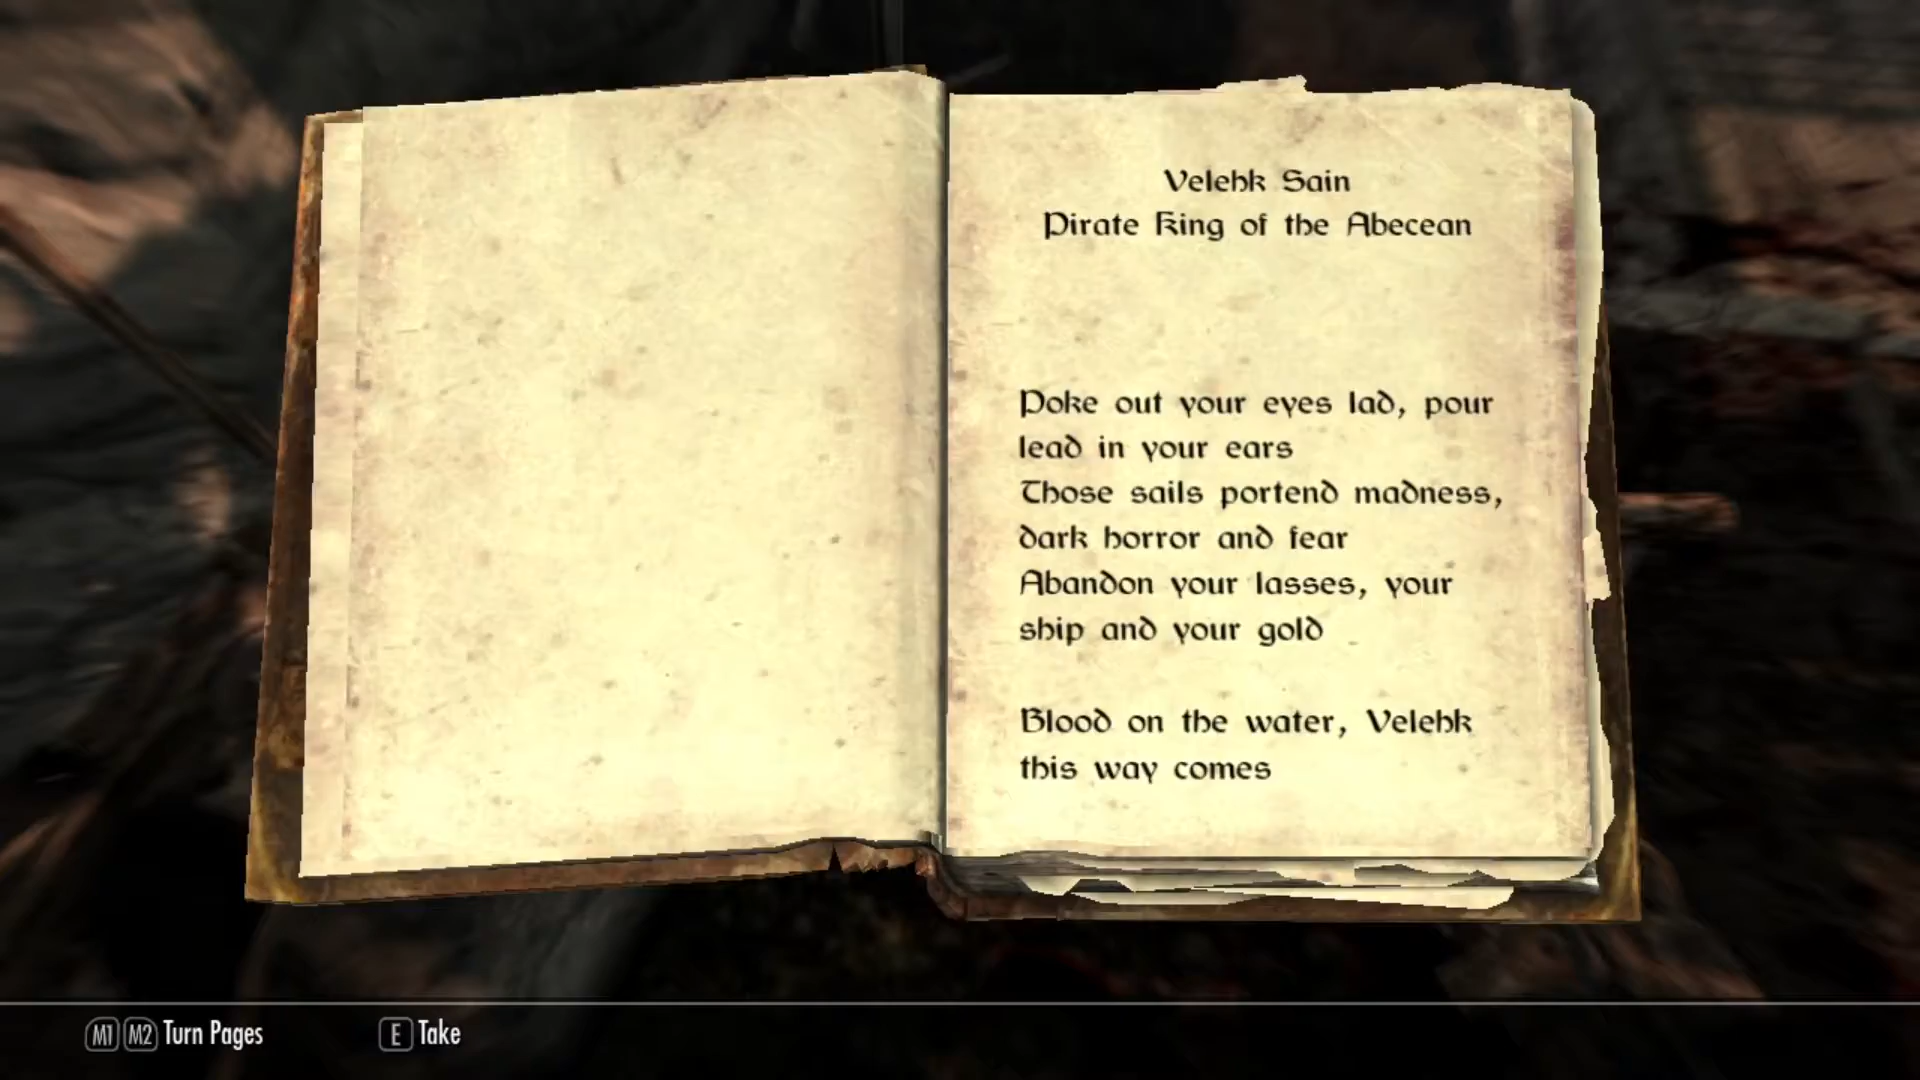 Velehk Sain
Pirate King of the Abecean
Poke out your eyes lad, pour
lead in your ears
Those sails portend madness,
dark horror and fear
Abandon your lasses, your
ship and your gold
Blood on the water, Velehk
this way comes
M1 M2 Turn Pages E Take